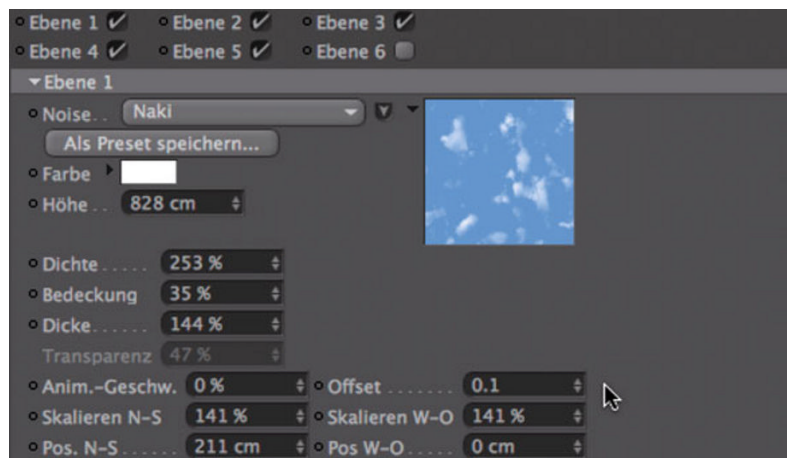 Ebene 1 Ebene 2 Ebene 3
Ebene 4 Ebene 5 Ebene 6
Ebene 1
Noise.. Naki
Als Preset speichern...
Farbe
Höhe .. 828 cm
Dichte ..... 253 %
Bedeckung 35 %
Dicke...... 144 %
Transparenz 47 %
Anim.-Geschw. 0 % Offset ....... 0.1
Skalieren N-S 141 % Skalieren W-O 141 %
Pos. N-S ...... 211 cm Pos W-O ..... 0 cm